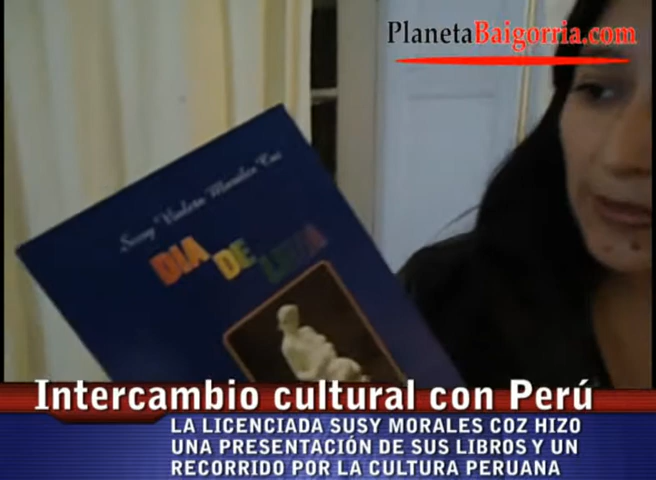 PlanetaBaigorria.com
Susy Morales Coz
DIA DE LUNA
Intercambio cultural con Perú
LA LICENCIADA SUSY MORALES COZ HIZO
UNA PRESENTACIÓN DE SUS LIBROS Y UN
RECORRIDO POR LA CULTURA PERUANA